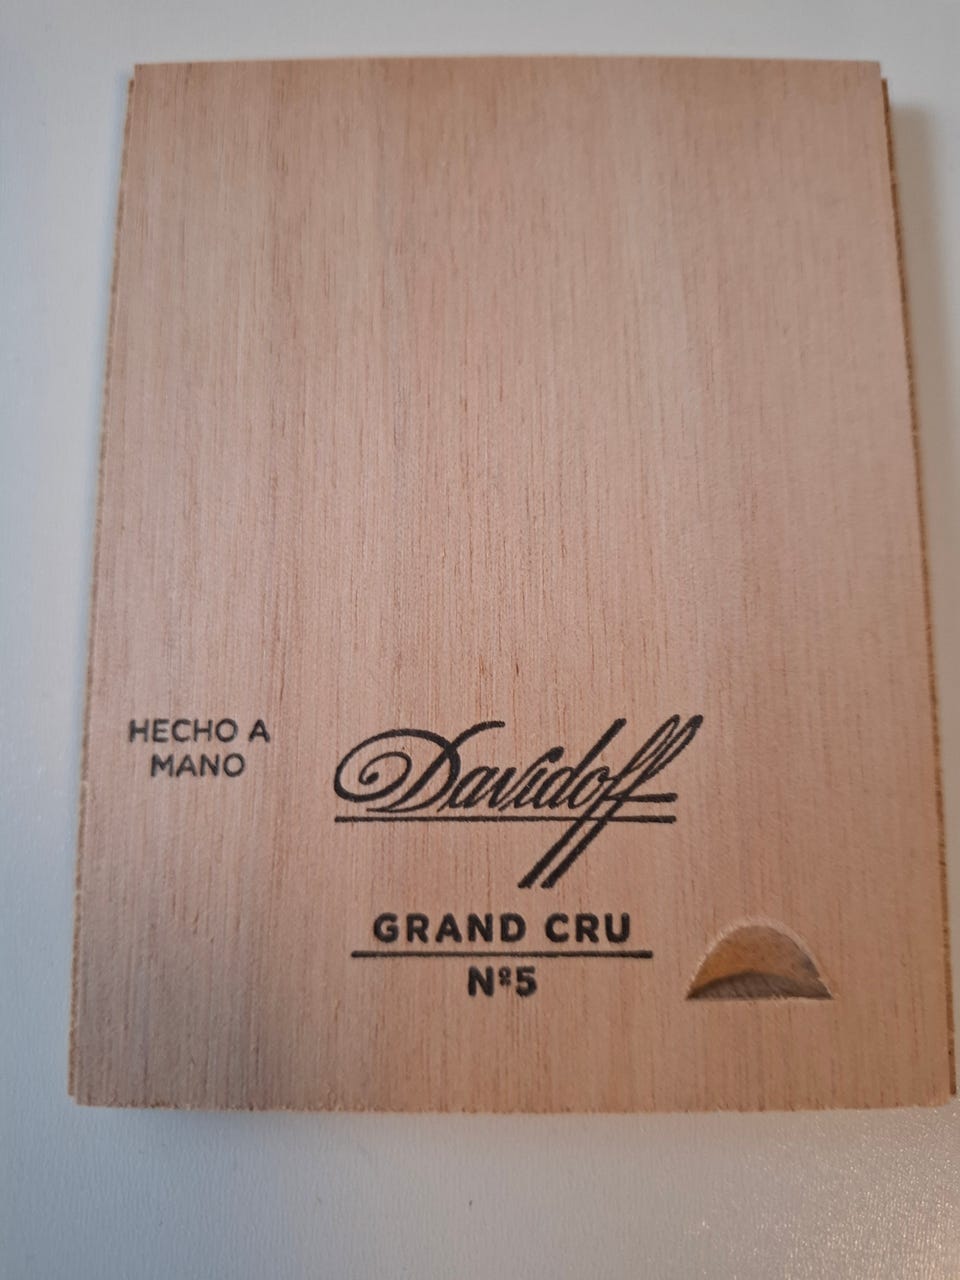 HECHO A
MANO
Davidoff
GRAND CRU
Nº5